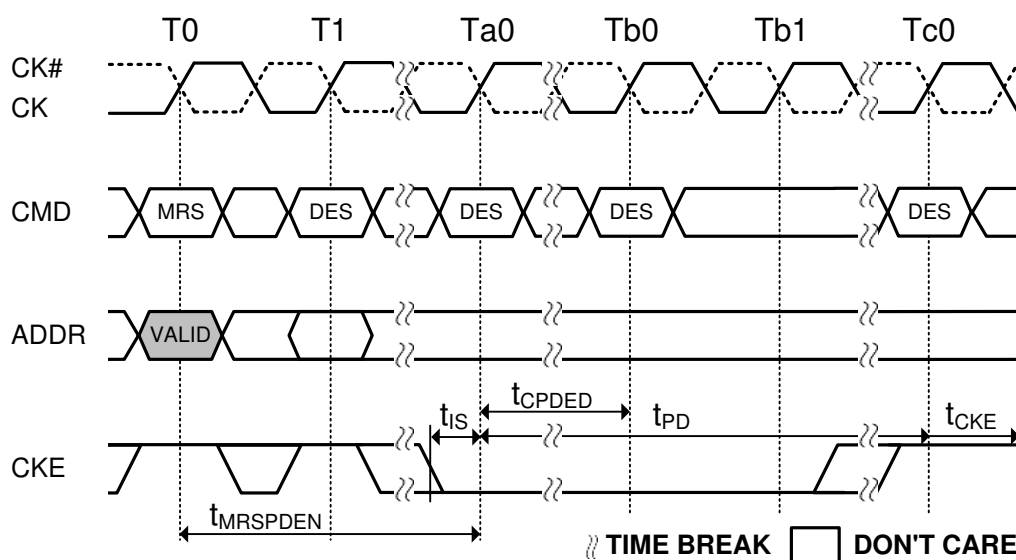 T0 T1 Ta0 Tb0 Tb1 Tc0
CK#
CK
CMD MRS DES DES DES DES
ADDR VALID
tIS tCPDED tPD tCKE
CKE
tMRSPDEN
TIME BREAK DON'T CARE